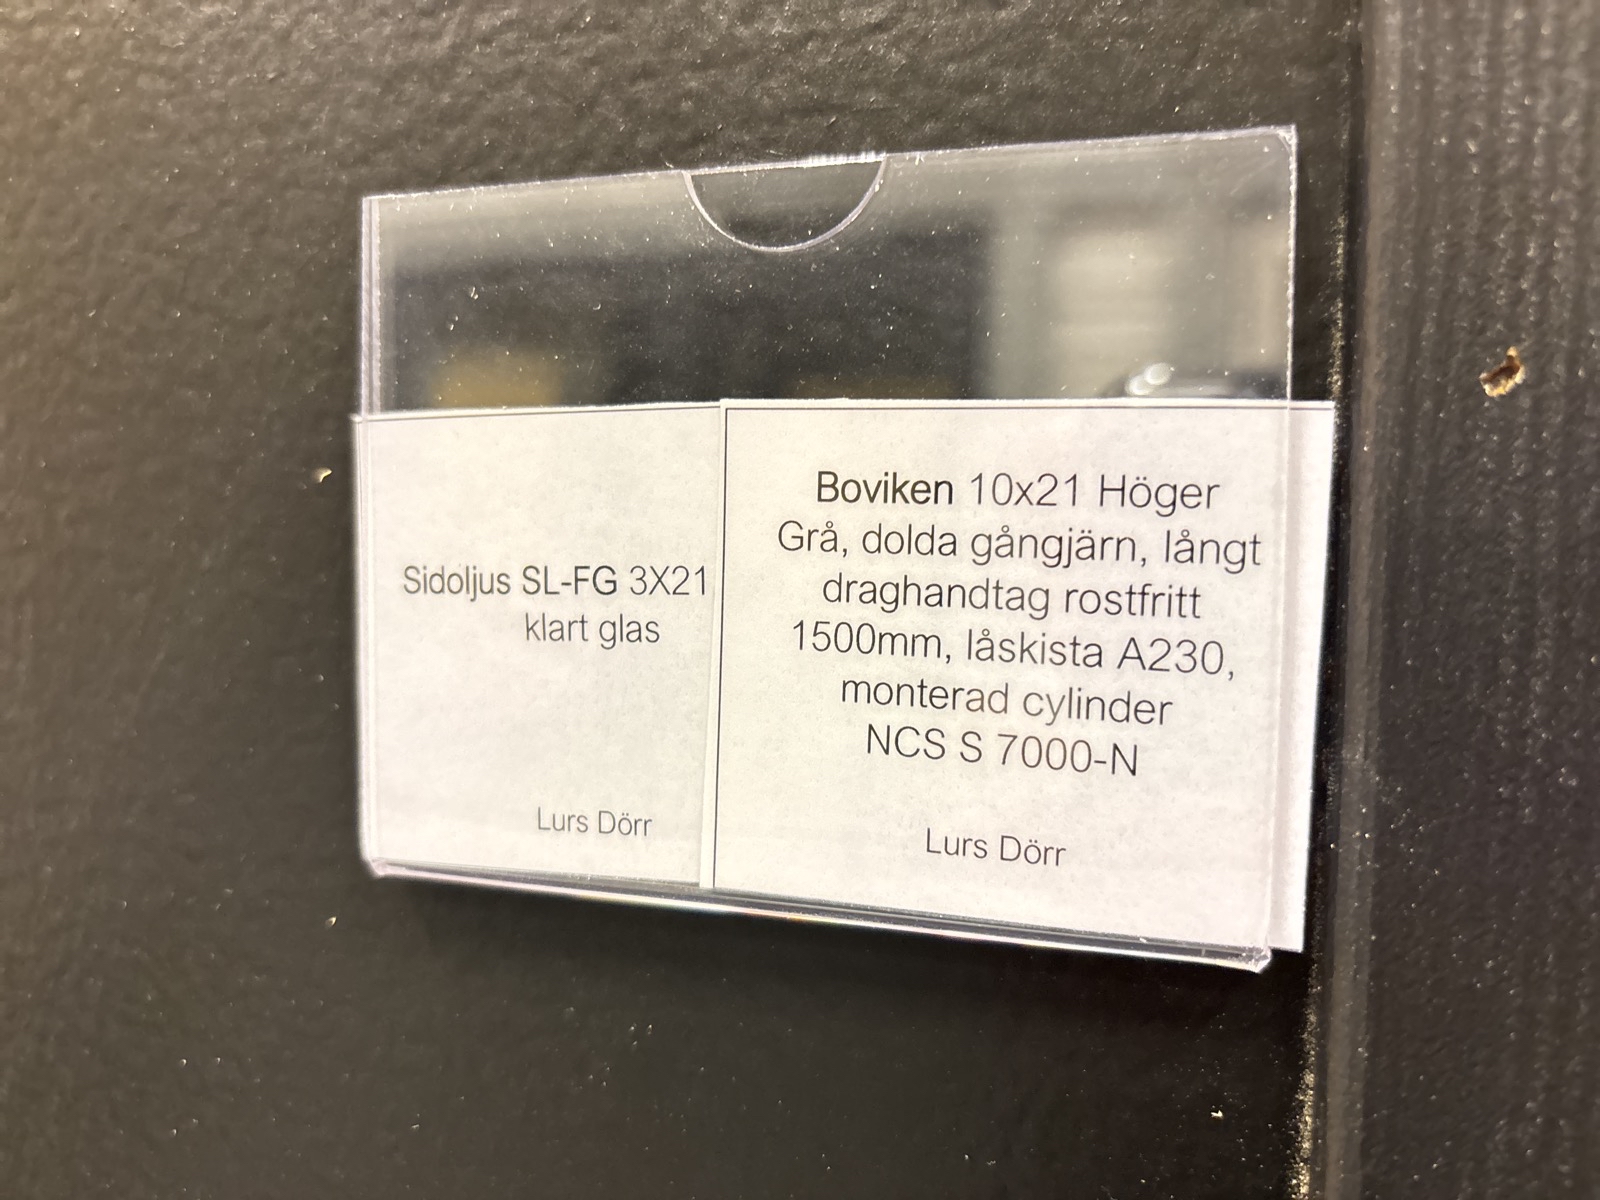 Sidoljus SL-FG 3X21
klart glas
Lurs Dörr
Boviken 10x21 Höger
Grå, dolda gångjärn, långt
draghandtag rostfritt
1500mm, låskista A230,
monterad cylinder
NCS S 7000-N
Lurs Dörr